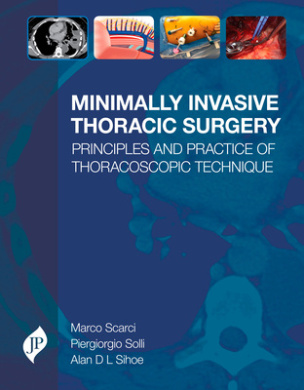 MINIMALLY INVASIVE
THORACIC SURGERY
PRINCIPLES AND PRACTICE OF
THORACOSCOPIC TECHNIQUE
Marco Scarci
Piergiorgio Solli
Alan D L Sihoe
JP